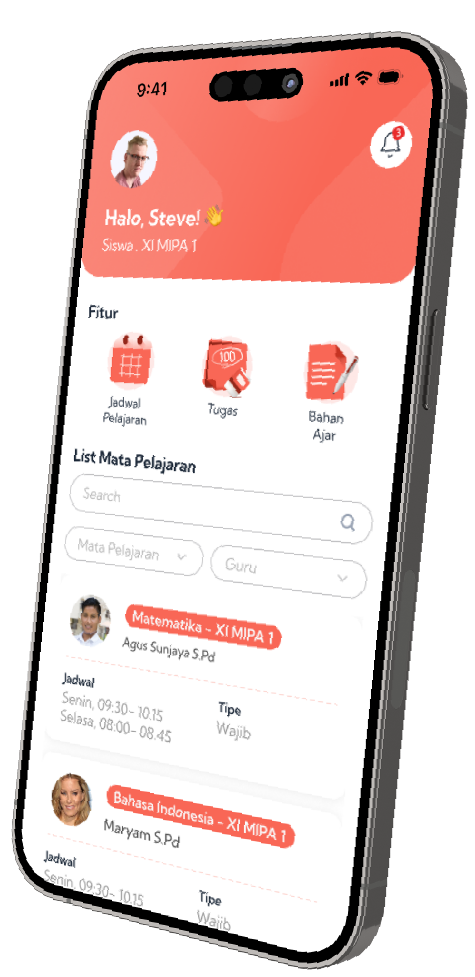 9:41
3
Halo, Steve! 👋
Siswa . XI MIPA 1
Fitur
100
Jadwal
Pelajaran
Tugas
Bahan
Ajar
List Mata Pelajaran
Search
Mata Pelajaran
Guru
Matematika - XI MIPA 1
Agus Sunjaya S.Pd
Jadwal
Senin, 09:30- 10.15
Selasa, 08:00- 08.45
Tipe
Wajib
Bahasa Indonesia - XI MIPA 1
Maryam S.Pd
Jadwal
Senin, 09:30- 10.15
Tipe
Wajib